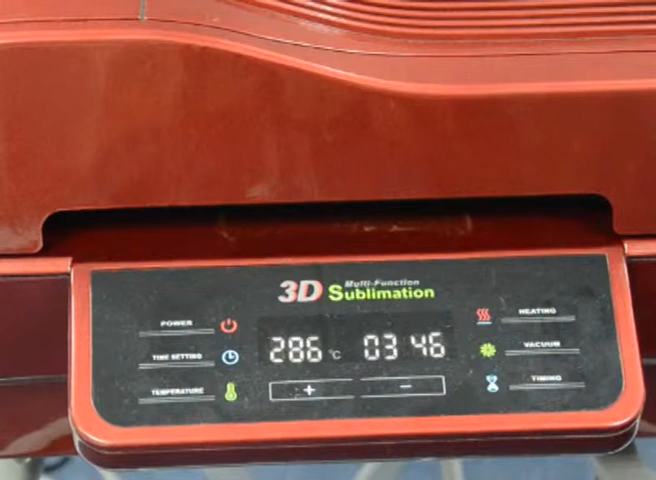 3D Multi-Function
Sublimation
POWER
HEATING
286 °C 03 46
TIME SETTING
VACUUM
TEMPERATURE
+ −
TIMING